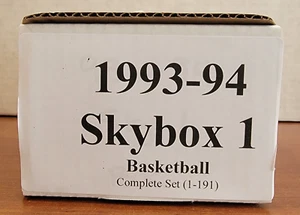 1993-94
Skybox 1
Basketball
Complete Set (1-191)